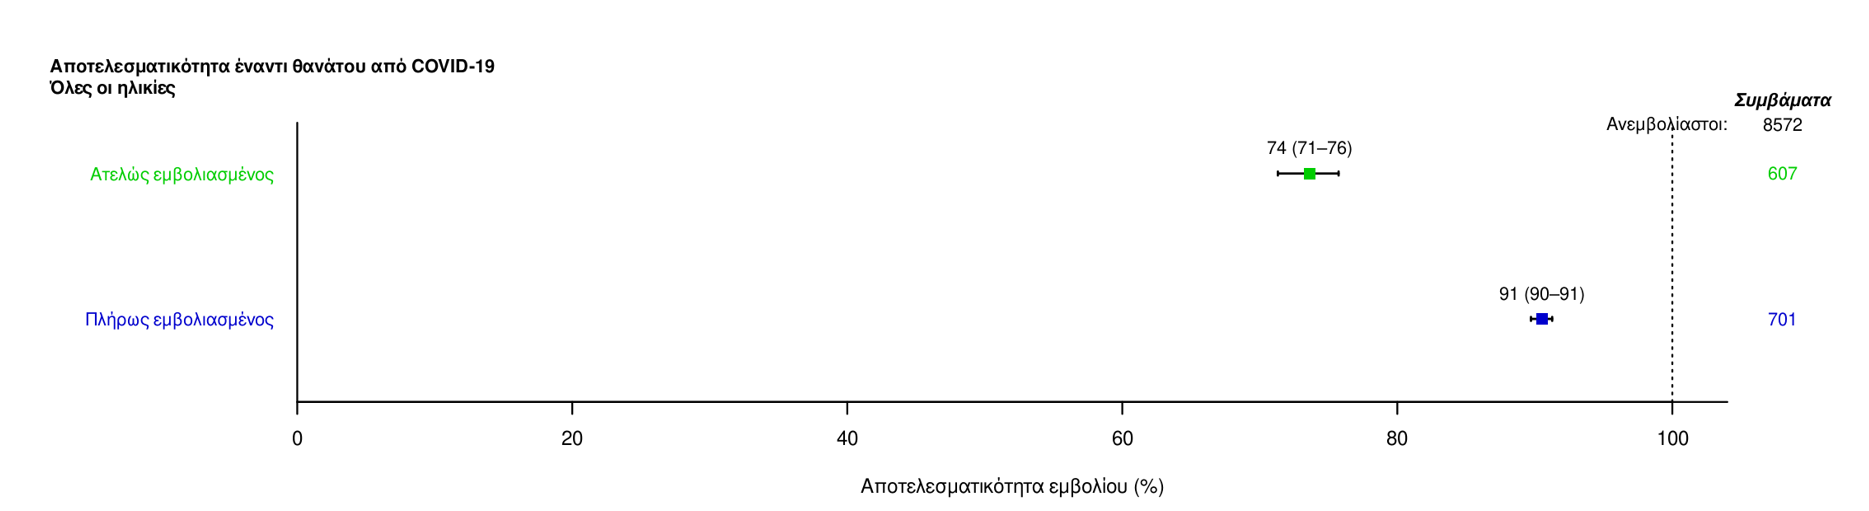 Αποτελεσματικότητα έναντι θανάτου από COVID-19
Όλες οι ηλικίες
Συμβάματα
Ανεμβολίαστοι: 8572
74 (71–76)
Ατελώς εμβολιασμένος 607
91 (90–91)
Πλήρως εμβολιασμένος 701
0 20 40 60 80 100
Αποτελεσματικότητα εμβολίου (%)